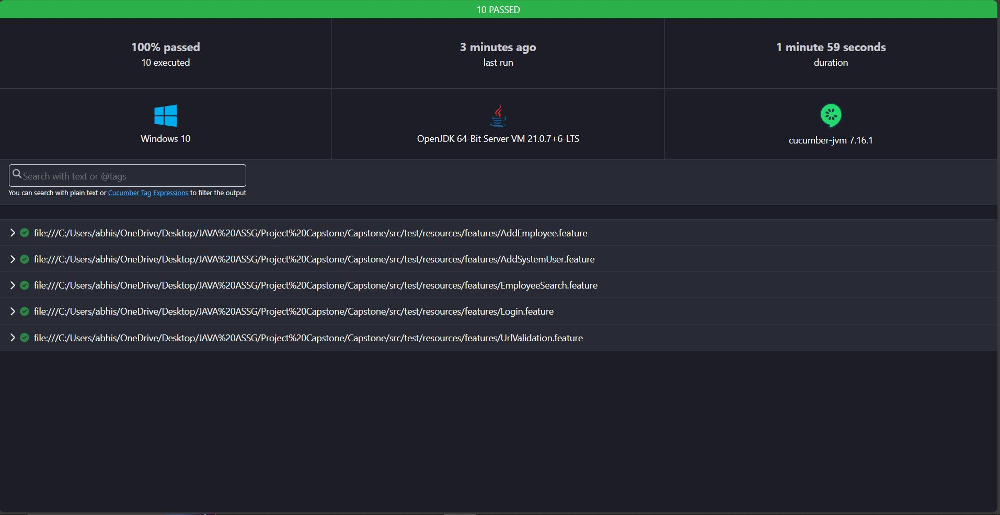 10 PASSED
100% passed
10 executed
3 minutes ago
last run
1 minute 59 seconds
duration
Windows 10
OpenJDK 64-Bit Server VM 21.0.7+6-LTS
cucumber-jvm 7.16.1
Search with text or @tags
You can search with plain text or Cucumber Tag Expressions to filter the output
file:///C:/Users/abhis/OneDrive/Desktop/JAVA%20ASSG/Project%20Capstone/Capstone/src/test/resources/features/AddEmployee.feature
file:///C:/Users/abhis/OneDrive/Desktop/JAVA%20ASSG/Project%20Capstone/Capstone/src/test/resources/features/AddSystemUser.feature
file:///C:/Users/abhis/OneDrive/Desktop/JAVA%20ASSG/Project%20Capstone/Capstone/src/test/resources/features/EmployeeSearch.feature
file:///C:/Users/abhis/OneDrive/Desktop/JAVA%20ASSG/Project%20Capstone/Capstone/src/test/resources/features/Login.feature
file:///C:/Users/abhis/OneDrive/Desktop/JAVA%20ASSG/Project%20Capstone/Capstone/src/test/resources/features/UrlValidation.feature